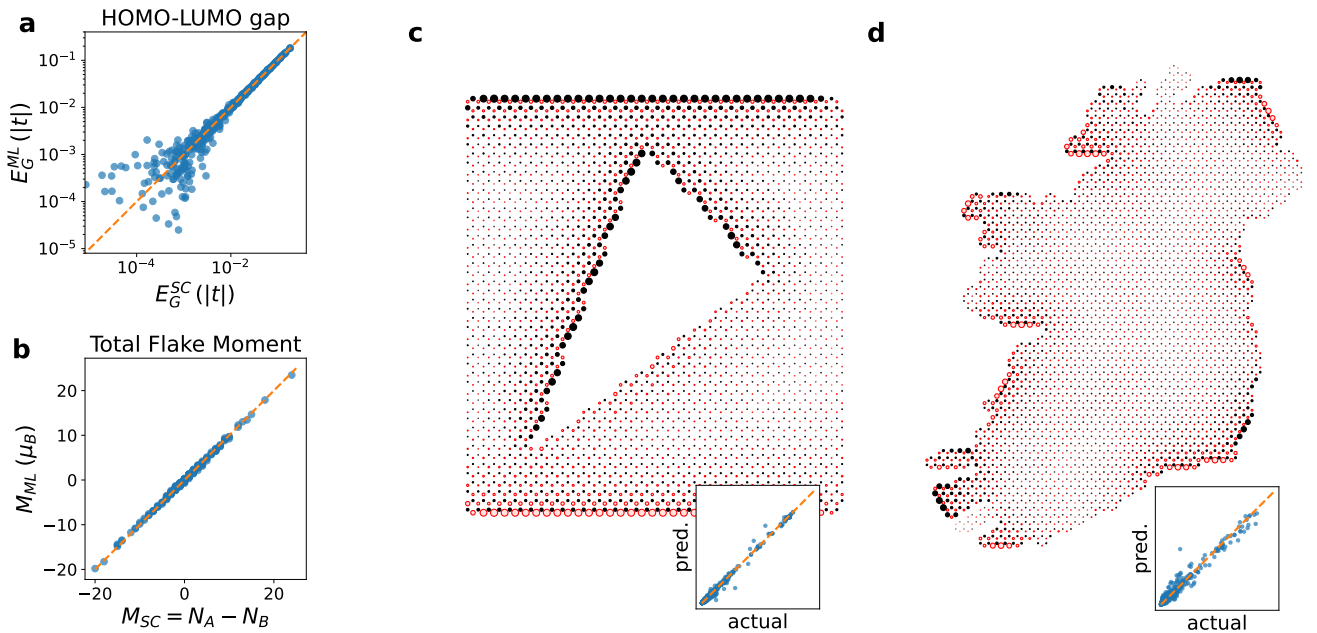 a
HOMO-LUMO gap
10⁻¹
10⁻²
10⁻³
10⁻⁴
10⁻⁵
E_G^{ML} (|t|)
10⁻⁴
10⁻²
E_G^{SC} (|t|)
b
Total Flake Moment
20
10
0
−10
−20
M_{ML} (μ_B)
−20
0
20
M_{SC} = N_A − N_B
c
pred.
actual
d
pred.
actual